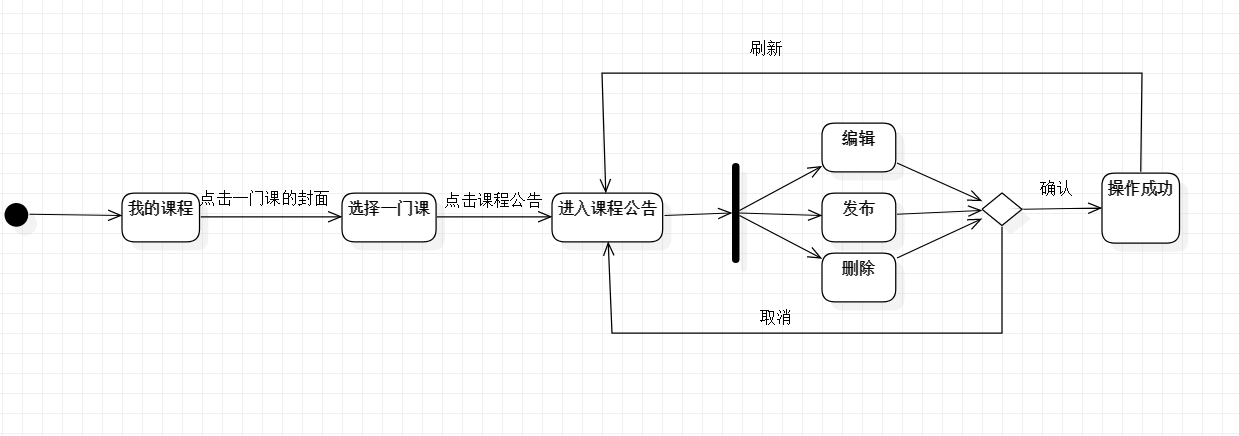 刷新
编辑
点击一门课的封面
点击课程公告
确认
我的课程
选择一门课
进入课程公告
发布
操作成功
删除
取消